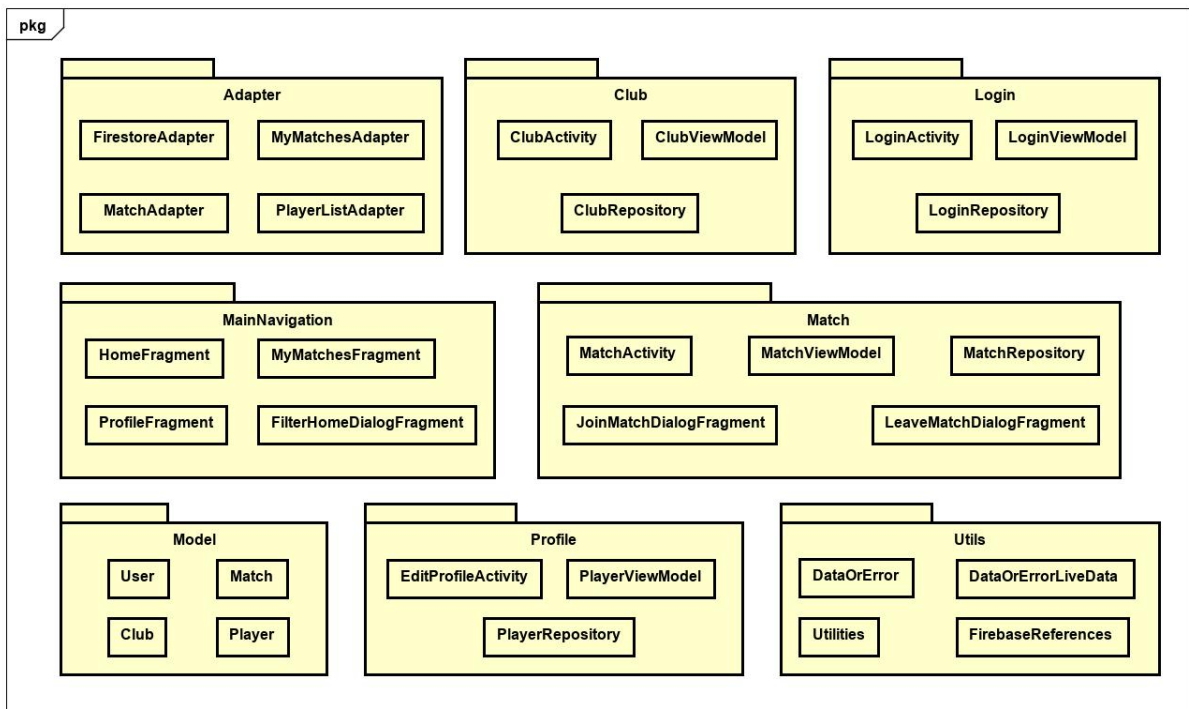 pkg
Adapter
FirestoreAdapter
MyMatchesAdapter
MatchAdapter
PlayerListAdapter
Club
ClubActivity
ClubViewModel
ClubRepository
Login
LoginActivity
LoginViewModel
LoginRepository
MainNavigation
HomeFragment
MyMatchesFragment
ProfileFragment
FilterHomeDialogFragment
Match
MatchActivity
MatchViewModel
MatchRepository
JoinMatchDialogFragment
LeaveMatchDialogFragment
Model
User
Match
Club
Player
Profile
EditProfileActivity
PlayerViewModel
PlayerRepository
Utils
DataOrError
DataOrErrorLiveData
Utilities
FirebaseReferences